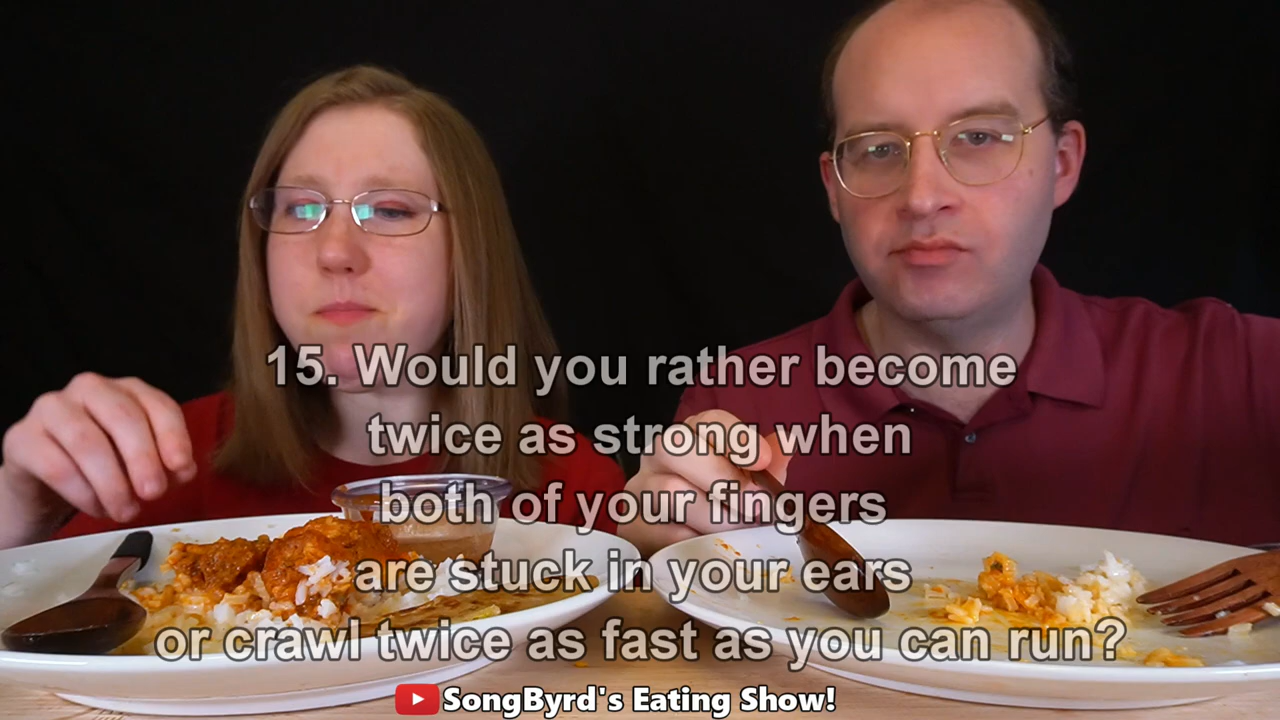 15. Would you rather become
twice as strong when
both of your fingers
are stuck in your ears
or crawl twice as fast as you can run?
SongByrd's Eating Show!